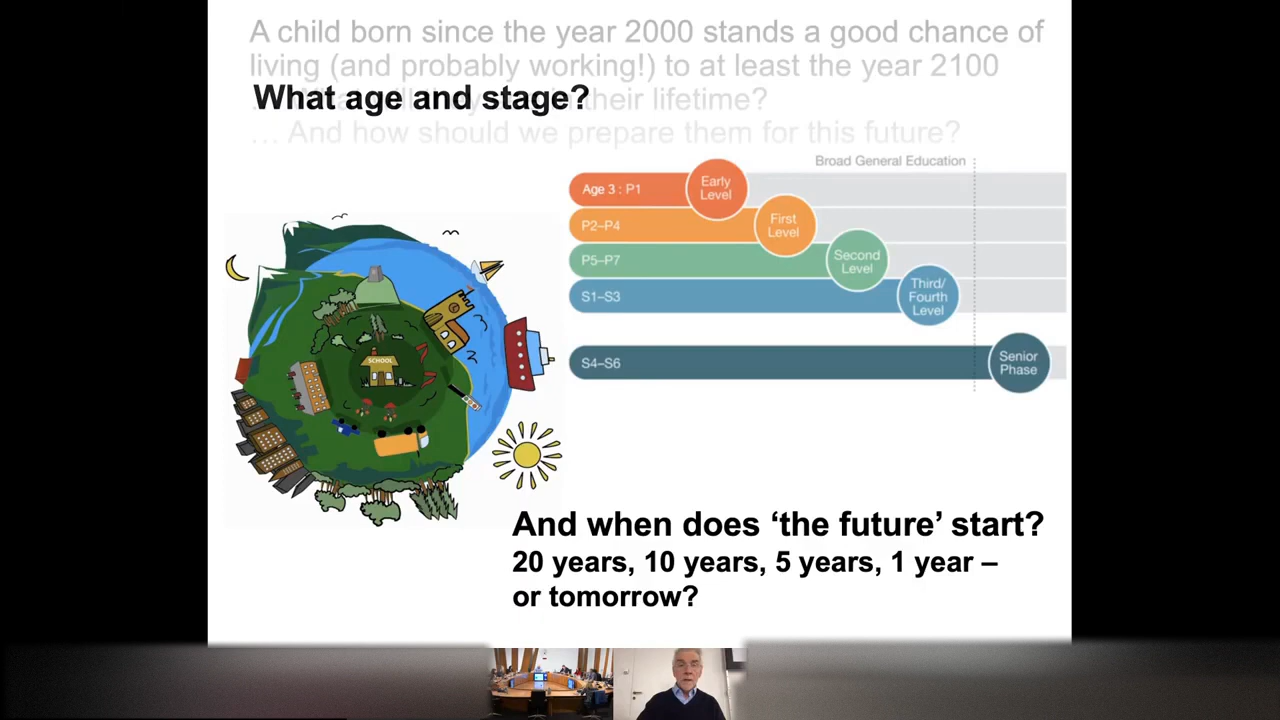 A child born since the year 2000 stands a good chance of
living (and probably working!) to at least the year 2100
What age and stage?
their lifetime?
… And how should we prepare them for this future?
Broad General Education
Age 3 : P1
Early
Level
P2–P4
First
Level
P5–P7
Second
Level
S1–S3
Third/
Fourth
Level
S4–S6
Senior
Phase
SCHOOL
And when does ‘the future’ start?
20 years, 10 years, 5 years, 1 year –
or tomorrow?